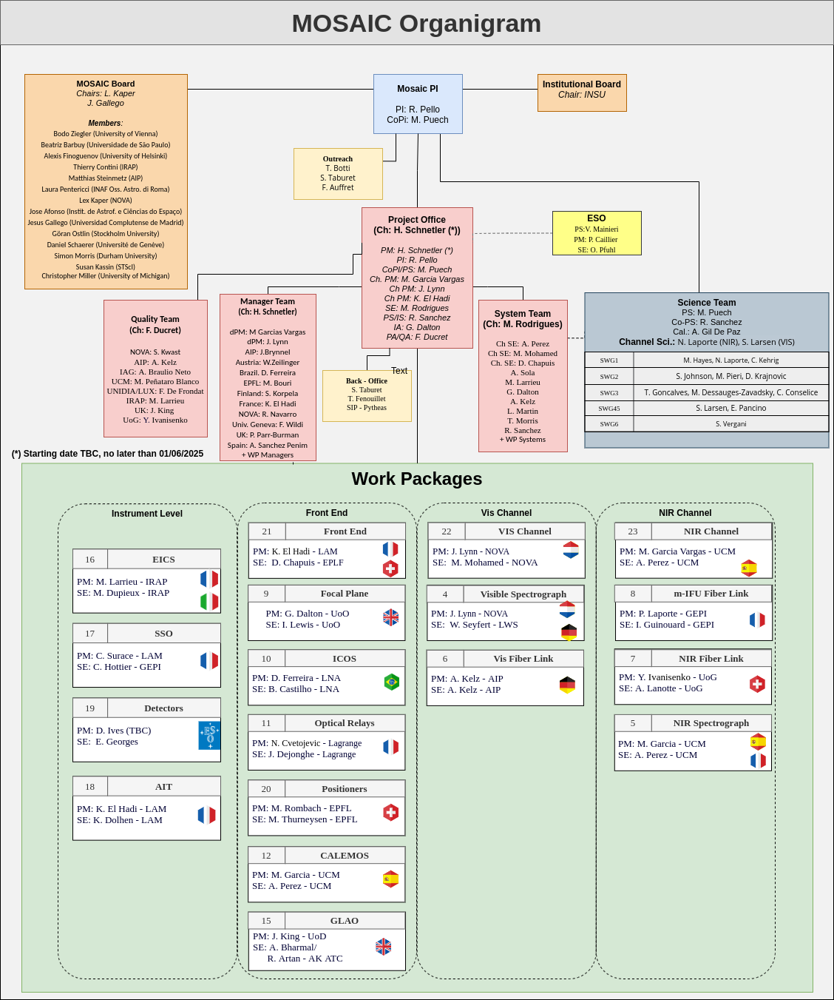 MOSAIC Organigram
MOSAIC Board
Chairs: L. Kaper
J. Gallego
Members:
Bodo Ziegler (University of Vienna)
Beatriz Barbuy (Universidade de São Paulo)
Alexis Finoguenov (University of Helsinki)
Thierry Contini (IRAP)
Matthias Steinmetz (AIP)
Laura Pentericci (INAF Oss. Astro. di Roma)
Lex Kaper (NOVA)
Jose Afonso (Instit. de Astrof. e Ciências do Espaço)
Jesus Gallego (Universidad Complutense de Madrid)
Göran Ostlin (Stockholm University)
Daniel Schaerer (Université de Genève)
Simon Morris (Durham University)
Susan Kassin (STScI)
Christopher Miller (University of Michigan)
Mosaic PI
PI: R. Pello
CoPi: M. Puech
Institutional Board
Chair: INSU
Outreach
T. Botti
S. Taburet
F. Auffret
Project Office
(Ch: H. Schnetler (*))
PM: H. Schnetler (*)
PI: R. Pello
CoPI/PS: M. Puech
Ch. PM: M. Garcia Vargas
Ch PM: J. Lynn
Ch PM: K. El Hadi
SE: M. Rodrigues
PS/IS: R. Sanchez
IA: G. Dalton
PA/QA: F. Ducret
ESO
PS:V. Mainieri
PM: P. Caillier
SE: O. Pfuhl
Quality Team
(Ch: F. Ducret)
NOVA: S. Kwast
AIP: A. Kelz
IAG: A. Braulio Neto
UCM: M. Peñataro Blanco
UNIDIA/LUX: F. De Frondat
IRAP: M. Larrieu
UK: J. King
UoG: Y. Ivanisenko
Manager Team
(Ch: H. Schnetler)
dPM: M Garcias Vargas
dPM: J. Lynn
AIP: J.Brynnel
Austria: W.Zeilinger
Brazil. D. Ferreira
EPFL: M. Bouri
Finland: S. Korpela
France: K. El Hadi
NOVA: R. Navarro
Univ. Geneva: F. Wildi
UK: P. Parr-Burman
Spain: A. Sanchez Penim
+ WP Managers
Text
Back - Office
S. Taburet
T. Fenouillet
SIP - Pytheas
System Team
(Ch: M. Rodrigues)
Ch SE: A. Perez
Ch SE: M. Mohamed
Ch. SE: D. Chapuis
A. Sola
M. Larrieu
G. Dalton
A. Kelz
L. Martin
T. Morris
R. Sanchez
+ WP Systems
Science Team
PS: M. Puech
Co-PS: R. Sanchez
Cal.: A. Gil De Paz
Channel Sci.: N. Laporte (NIR), S. Larsen (VIS)
SWG1 M. Hayes, N. Laporte, C. Kehrig
SWG2 S. Johnson, M. Pieri, D. Krajnovic
SWG3 T. Goncalves, M. Dessauges-Zavadsky, C. Conselice
SWG45 S. Larsen, E. Pancino
SWG6 S. Vergani
(*) Starting date TBC, no later than 01/06/2025
Work Packages
Instrument Level
16 EICS
PM: M. Larrieu - IRAP
SE: M. Dupieux - IRAP
17 SSO
PM: C. Surace - LAM
SE: C. Hottier - GEPI
19 Detectors
PM: D. Ives (TBC)
SE: E. Georges
ES
O
18 AIT
PM: K. El Hadi - LAM
SE: K. Dolhen - LAM
Front End
21 Front End
PM: K. El Hadi - LAM
SE: D. Chapuis - EPLF
9 Focal Plane
PM: G. Dalton - UoO
SE: I. Lewis - UoO
10 ICOS
PM: D. Ferreira - LNA
SE: B. Castilho - LNA
11 Optical Relays
PM: N. Cvetojevic - Lagrange
SE: J. Dejonghe - Lagrange
20 Positioners
PM: M. Rombach - EPFL
SE: M. Thurneysen - EPFL
12 CALEMOS
PM: M. Garcia - UCM
SE: A. Perez - UCM
15 GLAO
PM: J. King - UoD
SE: A. Bharmal/
R. Artan - AK ATC
Vis Channel
22 VIS Channel
PM: J. Lynn - NOVA
SE: M. Mohamed - NOVA
4 Visible Spectrograph
PM: J. Lynn - NOVA
SE: W. Seyfert - LWS
6 Vis Fiber Link
PM: A. Kelz - AIP
SE: A. Kelz - AIP
NIR Channel
23 NIR Channel
PM: M. Garcia Vargas - UCM
SE: A. Perez - UCM
8 m-IFU Fiber Link
PM: P. Laporte - GEPI
SE: I. Guinouard - GEPI
7 NIR Fiber Link
PM: Y. Ivanisenko - UoG
SE: A. Lanotte - UoG
5 NIR Spectrograph
PM: M. Garcia - UCM
SE: A. Perez - UCM